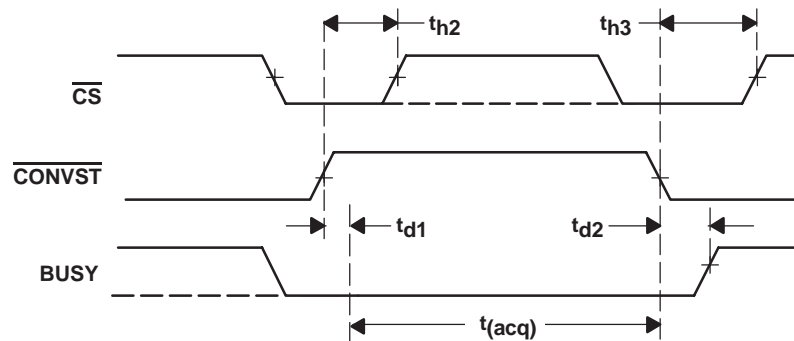 th2
th3
CS
CONVST
td1
td2
BUSY
t(acq)